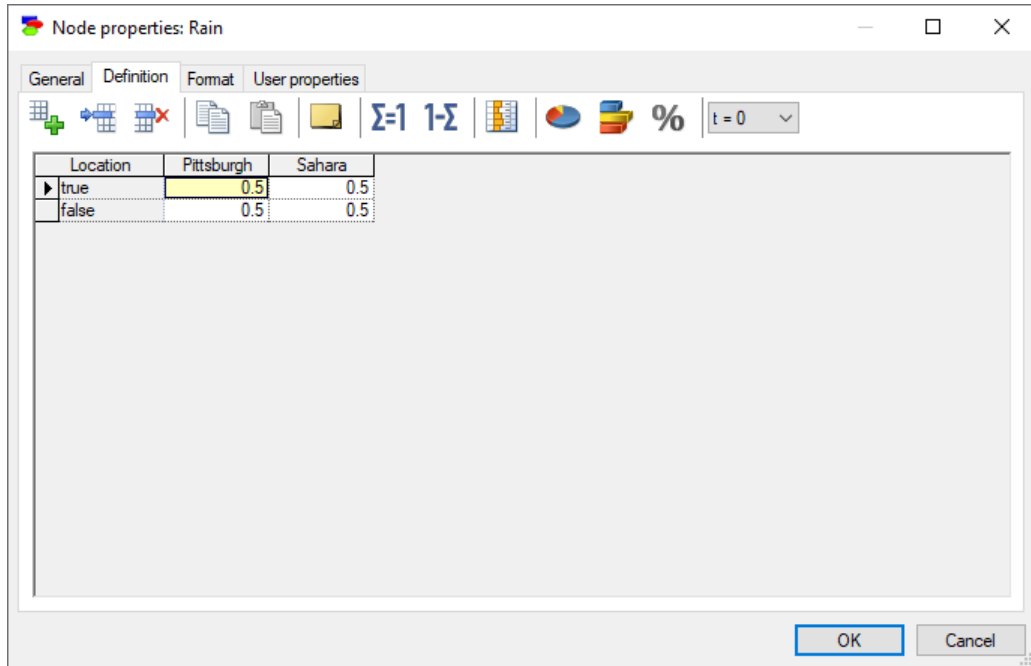 Node properties: Rain
General Definition Format User properties
Σ=1 1-Σ % t = 0
Location Pittsburgh Sahara
true 0.5 0.5
false 0.5 0.5
OK Cancel